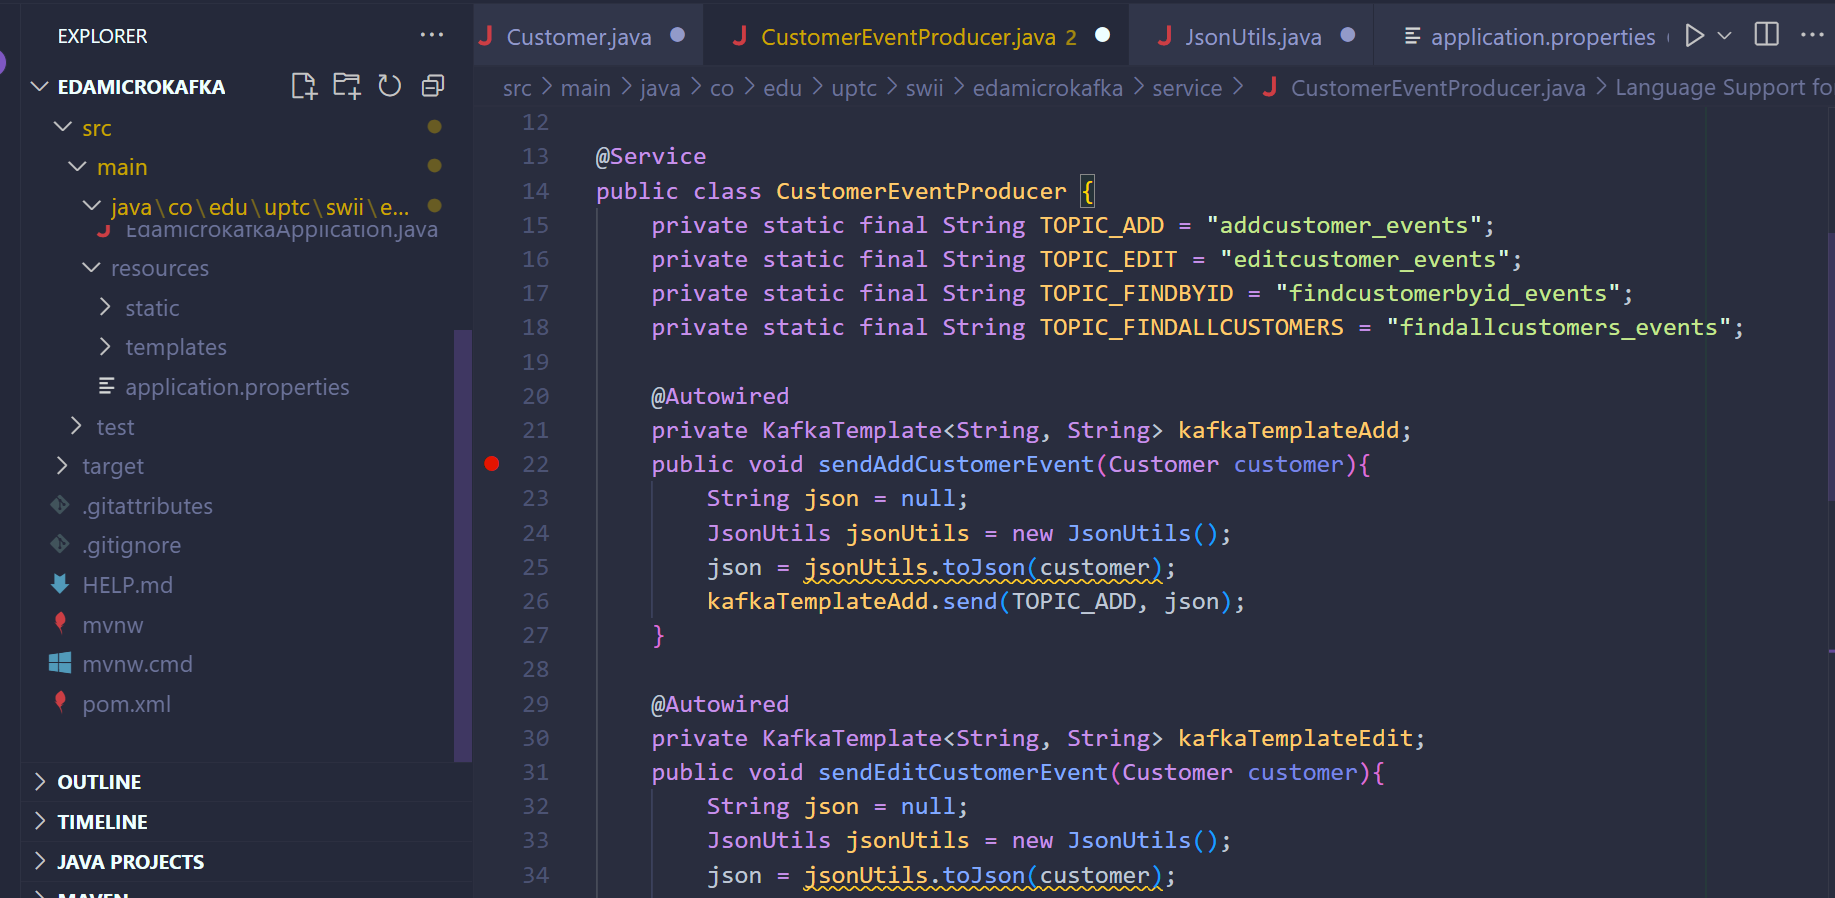 EXPLORER
EDAMICROKAFKA
src
main
java\co\edu\uptc\swii\e...
EdamicrokafkaApplication.java
resources
static
templates
application.properties
test
target
.gitattributes
.gitignore
HELP.md
mvnw
mvnw.cmd
pom.xml
OUTLINE
TIMELINE
JAVA PROJECTS
MAVEN
Customer.java
CustomerEventProducer.java 2
JsonUtils.java
application.properties
src > main > java > co > edu > uptc > swii > edamicrokafka > service > CustomerEventProducer.java > Language Support fo
12
13 @Service
14 public class CustomerEventProducer {
15 private static final String TOPIC_ADD = "addcustomer_events";
16 private static final String TOPIC_EDIT = "editcustomer_events";
17 private static final String TOPIC_FINDBYID = "findcustomerbyid_events";
18 private static final String TOPIC_FINDALLCUSTOMERS = "findallcustomers_events";
19
20 @Autowired
21 private KafkaTemplate<String, String> kafkaTemplateAdd;
22 public void sendAddCustomerEvent(Customer customer){
23 String json = null;
24 JsonUtils jsonUtils = new JsonUtils();
25 json = jsonUtils.toJson(customer);
26 kafkaTemplateAdd.send(TOPIC_ADD, json);
27 }
28
29 @Autowired
30 private KafkaTemplate<String, String> kafkaTemplateEdit;
31 public void sendEditCustomerEvent(Customer customer){
32 String json = null;
33 JsonUtils jsonUtils = new JsonUtils();
34 json = jsonUtils.toJson(customer);